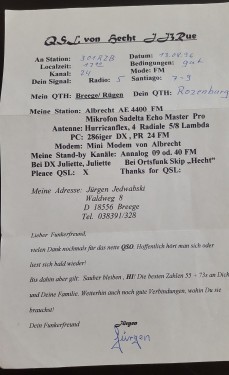 Q.S.L. von Hecht JJRue
An Station: Datum:
Localzeit: Bedingungen: gut
Kanal: 24 Mode: FM
Dein Signal: Radio: 5 Santiago: 7-9
Mein QTH: Breege/Rügen Dein QTH:
Meine Station: Albrecht AE 4400 FM
Mikrofon Sadelta Echo Master Pro
Antenne: Hurricanflex, 4 Radiale 5/8 Lambda
PC: 286iger DX, PR 24 FM
Modem: Mini Modem von Albrecht
Meine Stand-by Kanäle: Annalog 09 od. 40 FM
Bei DX Juliette, Juliette Bei Ortsfunk Skip „Hecht"
Please QSL: X Thanks for QSL:
Meine Adresse: Jürgen Jedwabski
Waldweg 8
D 18556 Breege
Tel. 038391/328
Lieber Funkerfreund
vielen Dank nochmals für das nette QSO. Hoffentlich hört man sich oder
liest sich bald wieder!
Bis dahin aber gilt. Sauber bleiben , HI! Die besten Zahlen 55 - 73s an Dich
und Deine Familie. Weiterhin auch noch gute Verbindungen, wohin Du sie
brauchst!
Dein Funkerfreund Jürgen
Jürgen